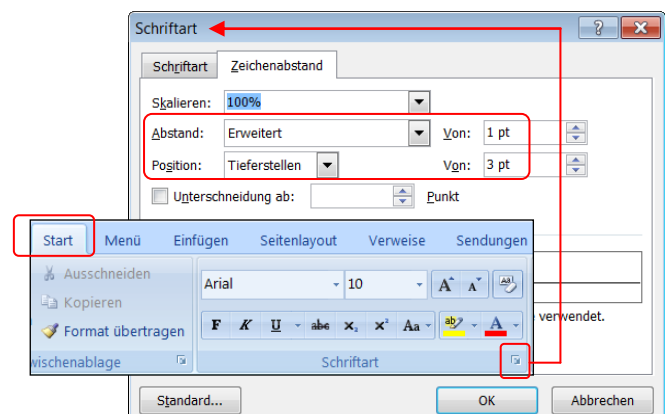 Schriftart
Schriftart Zeichenabstand
Skalieren: 100%
Abstand: Erweitert Von: 1 pt
Position: Tieferstellen Von: 3 pt
Unterschneidung ab: Punkt
Start Menü Einfügen Seitenlayout Verweise Sendungen
Ausschneiden
Kopieren
Format übertragen
wischenablage
Arial 10 A A Aa
F K U abc x₂ x² Aa ab A
Schriftart
verwendet.
Standard... OK Abbrechen